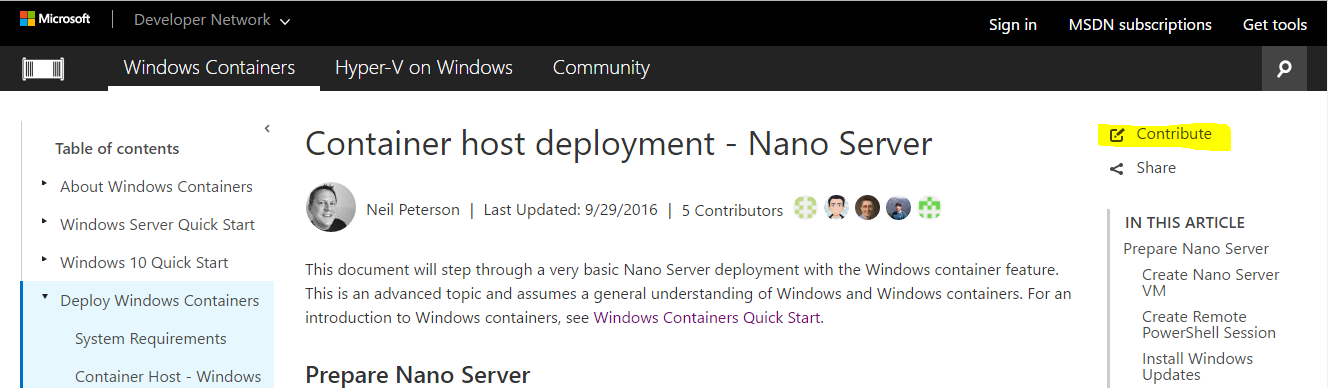 Microsoft Developer Network
Sign in MSDN subscriptions Get tools
Windows Containers Hyper-V on Windows Community
Table of contents
About Windows Containers
Windows Server Quick Start
Windows 10 Quick Start
Deploy Windows Containers
System Requirements
Container Host - Windows
Container host deployment - Nano Server
Neil Peterson | Last Updated: 9/29/2016 | 5 Contributors
This document will step through a very basic Nano Server deployment with the Windows container feature.
This is an advanced topic and assumes a general understanding of Windows and Windows containers. For an
introduction to Windows containers, see Windows Containers Quick Start.
Prepare Nano Server
Contribute
Share
IN THIS ARTICLE
Prepare Nano Server
Create Nano Server
VM
Create Remote
PowerShell Session
Install Windows
Updates